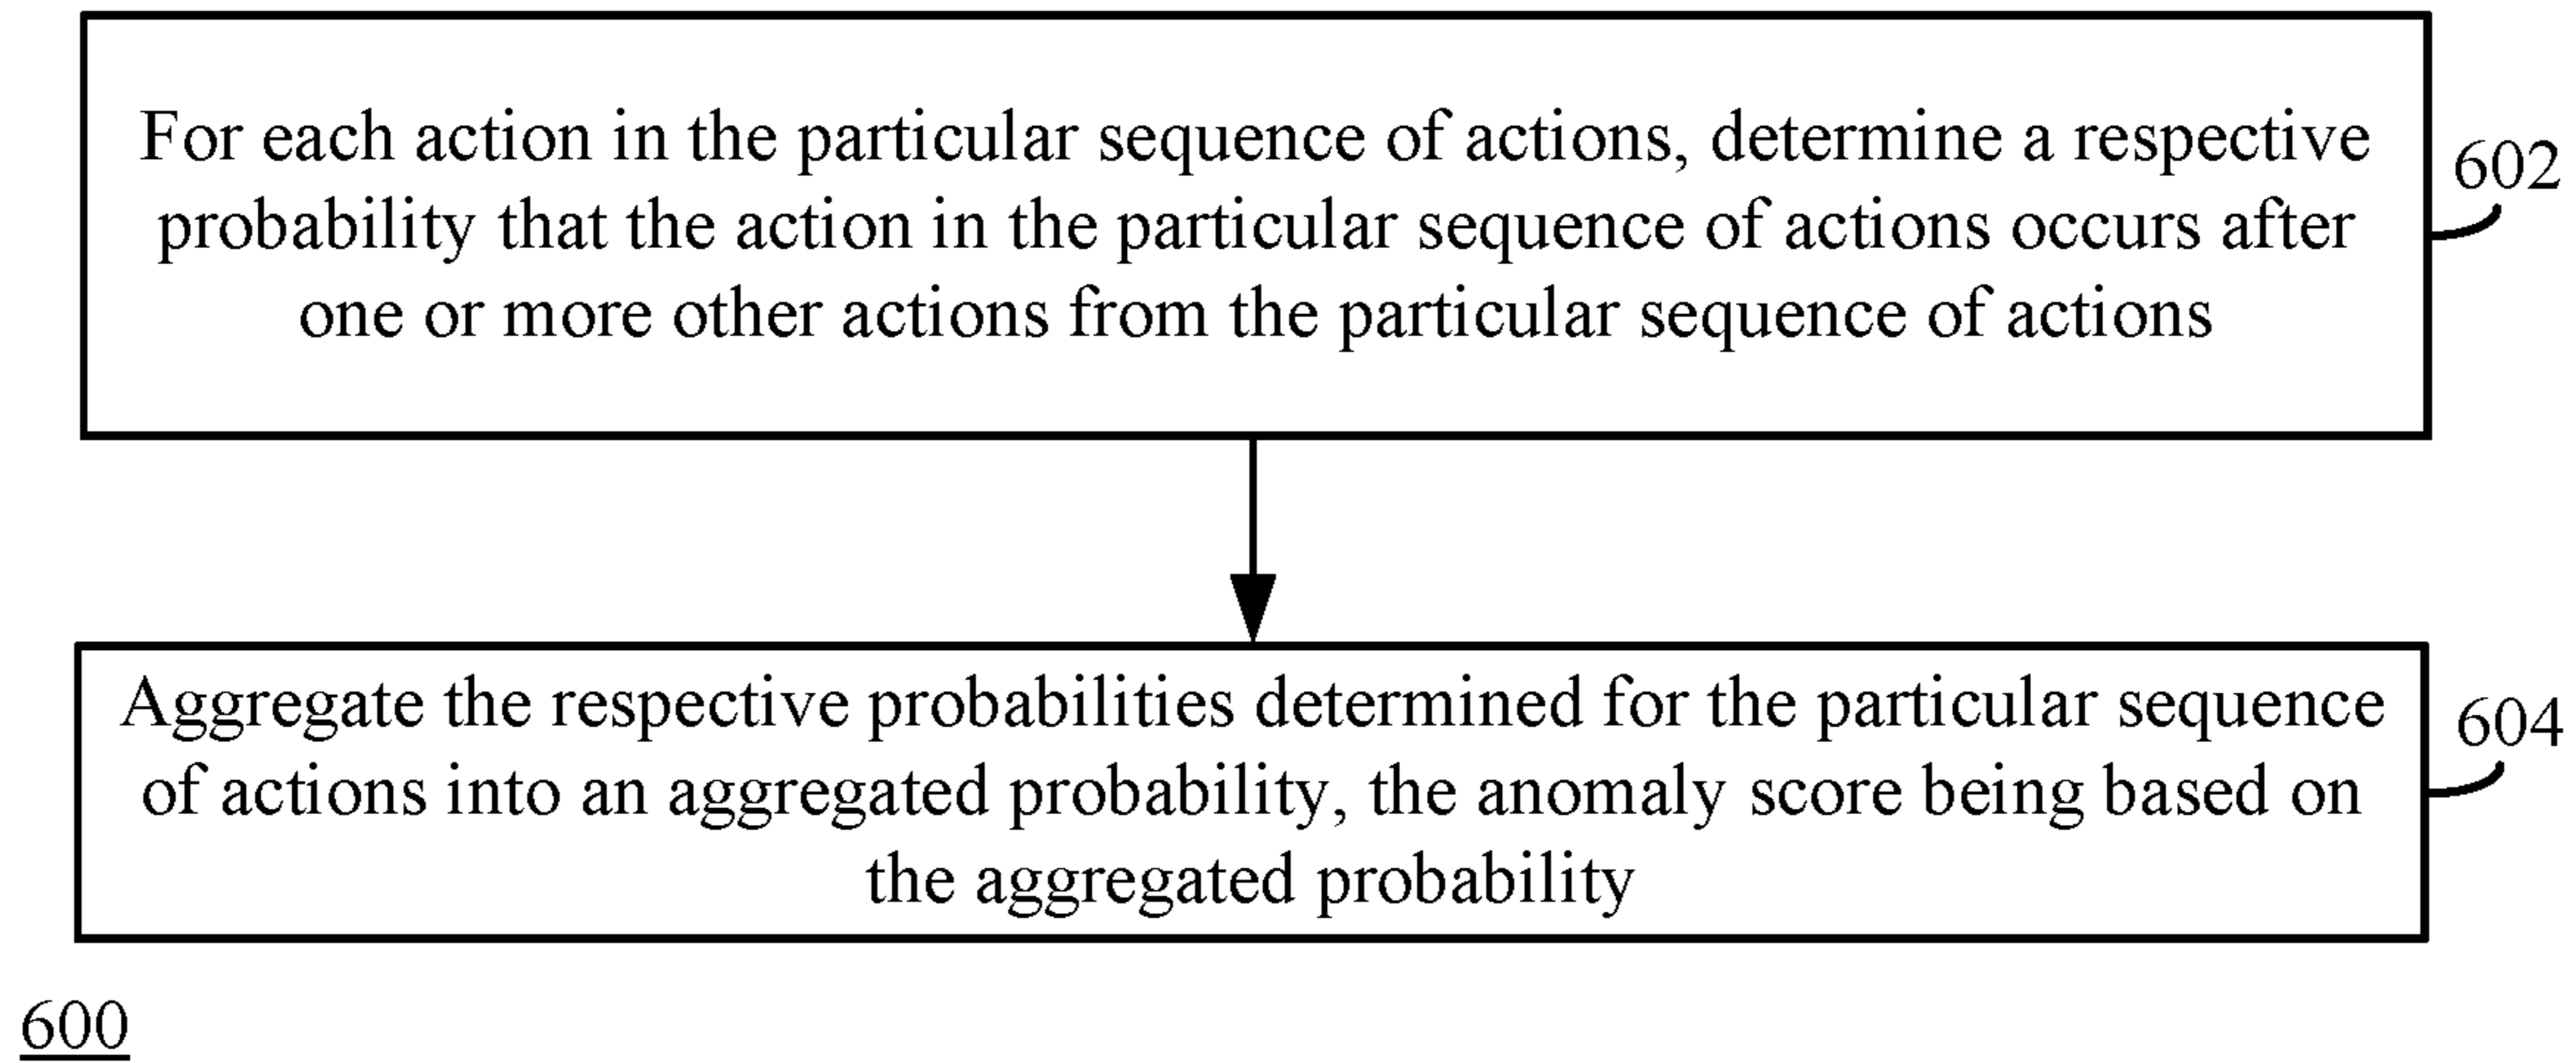 For each action in the particular sequence of actions, determine a respective
probability that the action in the particular sequence of actions occurs after
one or more other actions from the particular sequence of actions
602
Aggregate the respective probabilities determined for the particular sequence
of actions into an aggregated probability, the anomaly score being based on
the aggregated probability
604
600